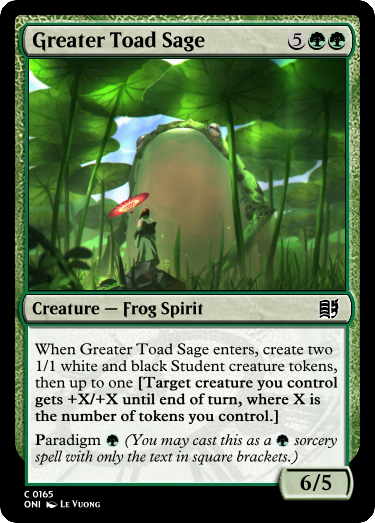 Greater Toad Sage 5
Creature — Frog Spirit
When Greater Toad Sage enters, create two
1/1 white and black Student creature tokens,
then up to one [Target creature you control
gets +X/+X until end of turn, where X is
the number of tokens you control.]
Paradigm (You may cast this as a sorcery
spell with only the text in square brackets.)
6/5
C 0165
ONI Le Vuong